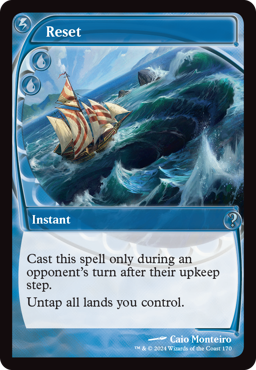 Reset
Instant
Cast this spell only during an
opponent's turn after their upkeep
step.
Untap all lands you control.
Caio Monteiro
™ & © 2024 Wizards of the Coast 170